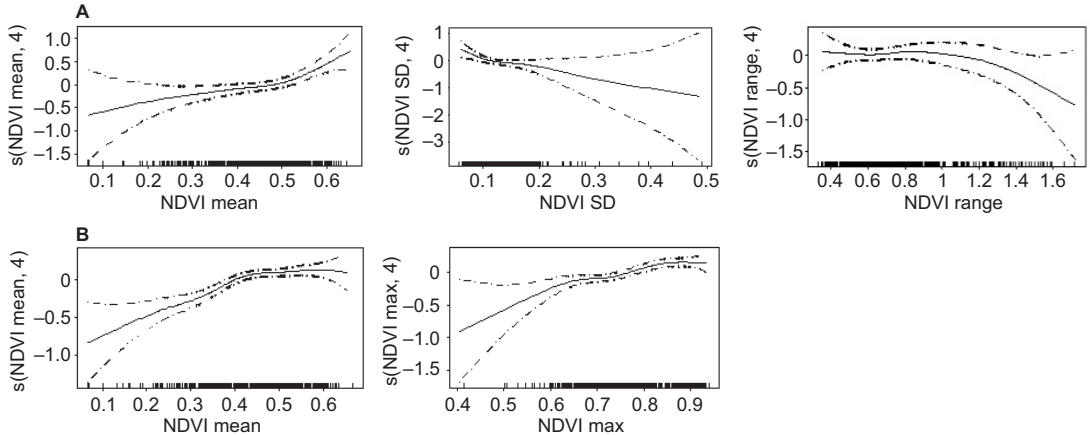 A
s(NDVI mean, 4)
1.0
0.5
0
−0.5
−1.0
−1.5
0.1 0.2 0.3 0.4 0.5 0.6
NDVI mean
s(NDVI SD, 4)
1
0
−1
−2
−3
0.1 0.2 0.3 0.4 0.5
NDVI SD
s(NDVI range, 4)
0
−0.5
−1.0
−1.5
0.4 0.6 0.8 1 1.2 1.4 1.6
NDVI range
B
s(NDVI mean, 4)
0
−0.5
−1.0
0.1 0.2 0.3 0.4 0.5 0.6
NDVI mean
s(NDVI max, 4)
0
−0.5
−1.0
−1.5
0.4 0.5 0.6 0.7 0.8 0.9
NDVI max